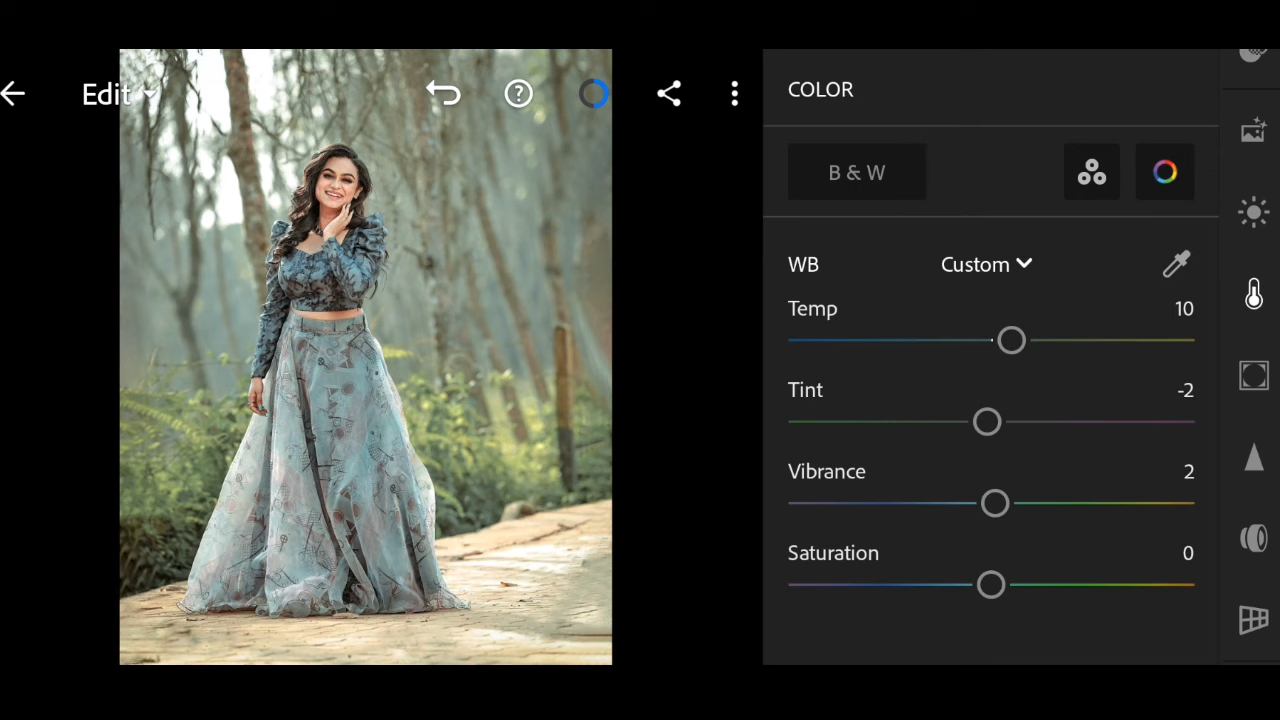 Edit
COLOR
B & W
WB Custom
Temp 10
Tint -2
Vibrance 2
Saturation 0